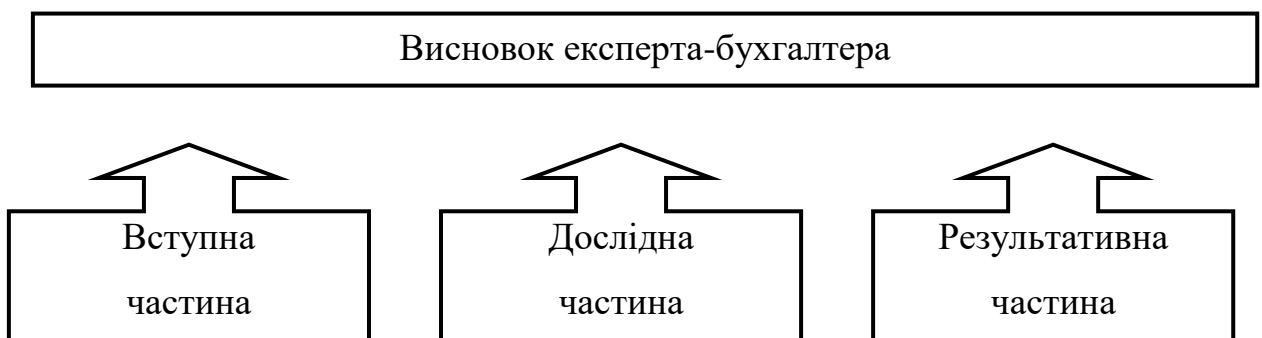 Висновок експерта-бухгалтера
Вступна
частина
Дослідна
частина
Результативна
частина